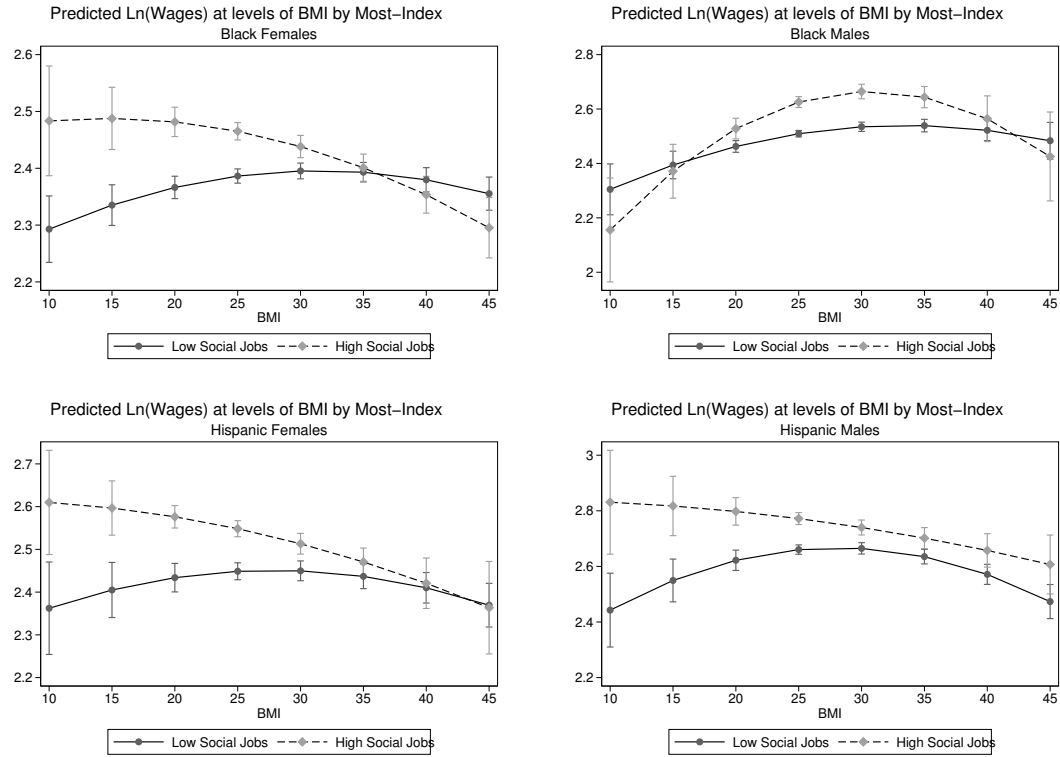 Predicted Ln(Wages) at levels of BMI by Most−Index
Black Females
2.6
2.5
2.4
2.3
2.2
10 15 20 25 30 35 40 45
BMI
Low Social Jobs High Social Jobs
Predicted Ln(Wages) at levels of BMI by Most−Index
Black Males
2.8
2.6
2.4
2.2
2
10 15 20 25 30 35 40 45
BMI
Low Social Jobs High Social Jobs
Predicted Ln(Wages) at levels of BMI by Most−Index
Hispanic Females
2.7
2.6
2.5
2.4
2.3
2.2
10 15 20 25 30 35 40 45
BMI
Low Social Jobs High Social Jobs
Predicted Ln(Wages) at levels of BMI by Most−Index
Hispanic Males
3
2.8
2.6
2.4
2.2
10 15 20 25 30 35 40 45
BMI
Low Social Jobs High Social Jobs